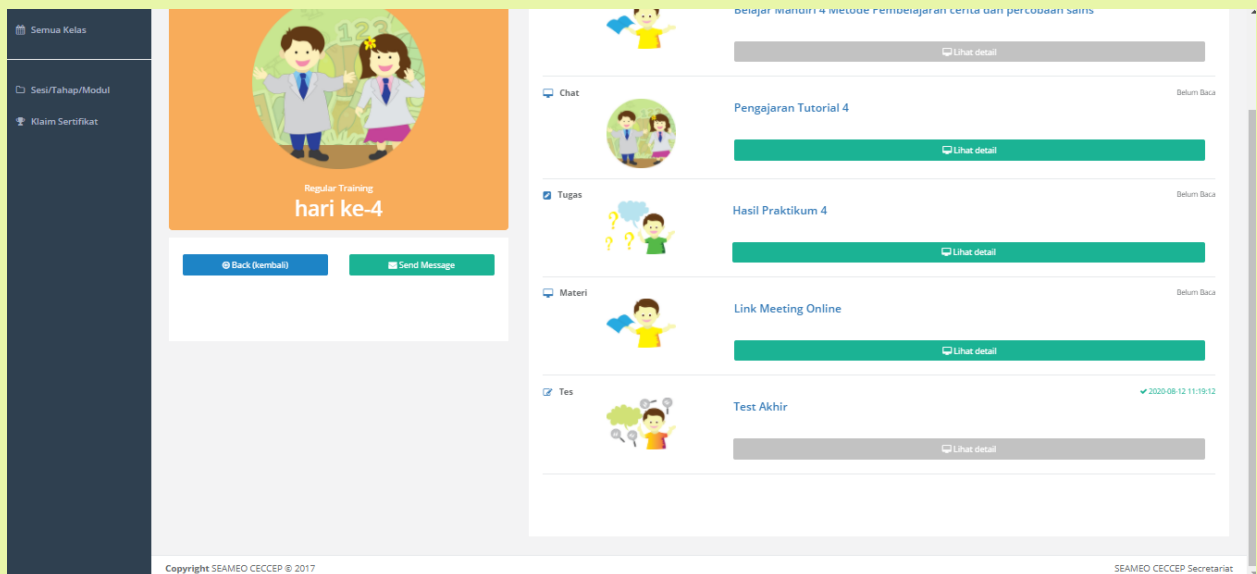 Semua Kelas
Sesi/Tahap/Modul
Klaim Sertifikat
Regular Training
hari ke-4
Back (kembali)
Send Message
Belajar Mandiri 4 Metode Pembelajaran cerita dan percobaan sains
Lihat detail
Chat
Belum Baca
Pengajaran Tutorial 4
Lihat detail
Tugas
Belum Baca
Hasil Praktikum 4
Lihat detail
Materi
Belum Baca
Link Meeting Online
Lihat detail
Tes
2020-08-12 11:19:12
Test Akhir
Lihat detail
Copyright SEAMEO CECCEP © 2017
SEAMEO CECCEP Secretariat